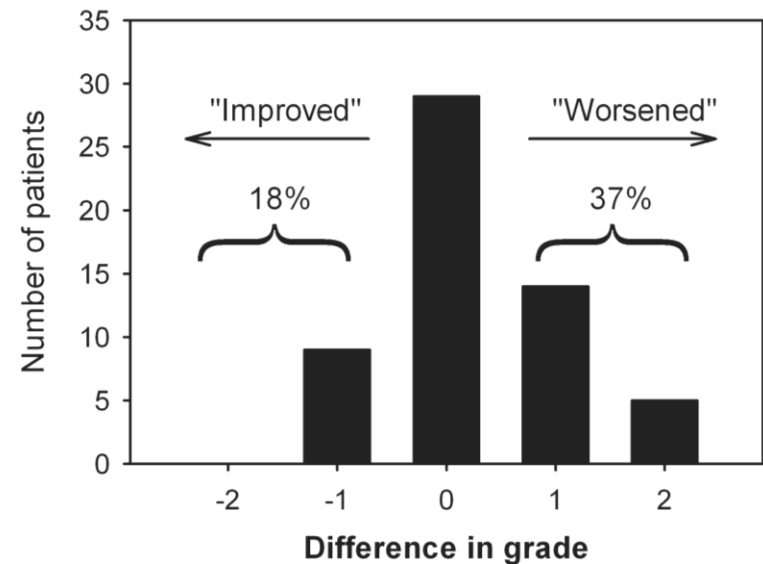 35
30
25
20
15
10
5
0
Number of patients
"Improved"
"Worsened"
18%
37%
-2 -1 0 1 2
Difference in grade